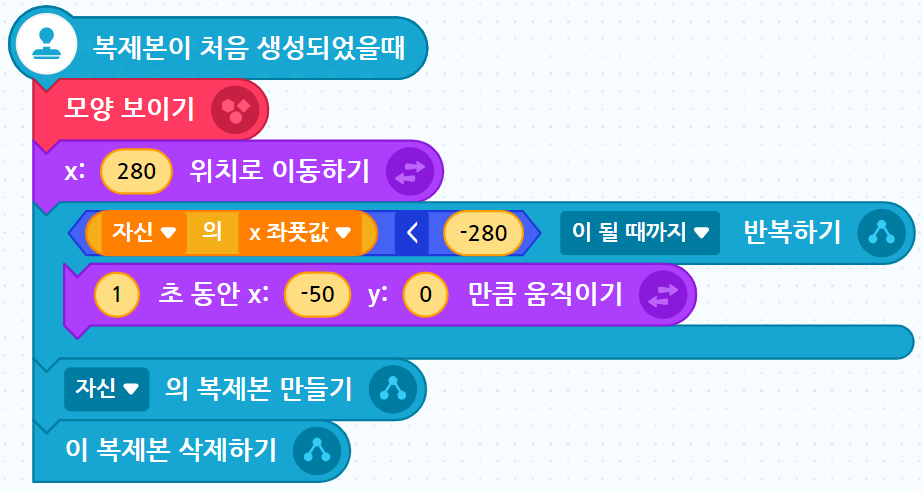 복제본이 처음 생성되었을때
모양 보이기
x: 280 위치로 이동하기
자신 의 x 좌푯값 < -280 이 될 때까지 반복하기
1 초 동안 x: -50 y: 0 만큼 움직이기
자신 의 복제본 만들기
이 복제본 삭제하기